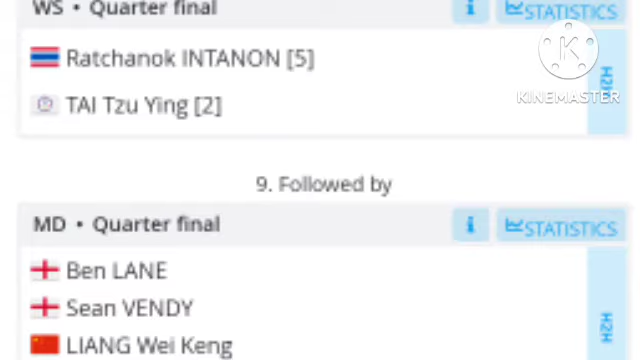 WS • Quarter final
i
STATISTICS
Ratchanok INTANON [5]
TAI Tzu Ying [2]
H2H
K
KINEMASTER
9. Followed by
MD • Quarter final
i
STATISTICS
Ben LANE
Sean VENDY
LIANG Wei Keng
H2H